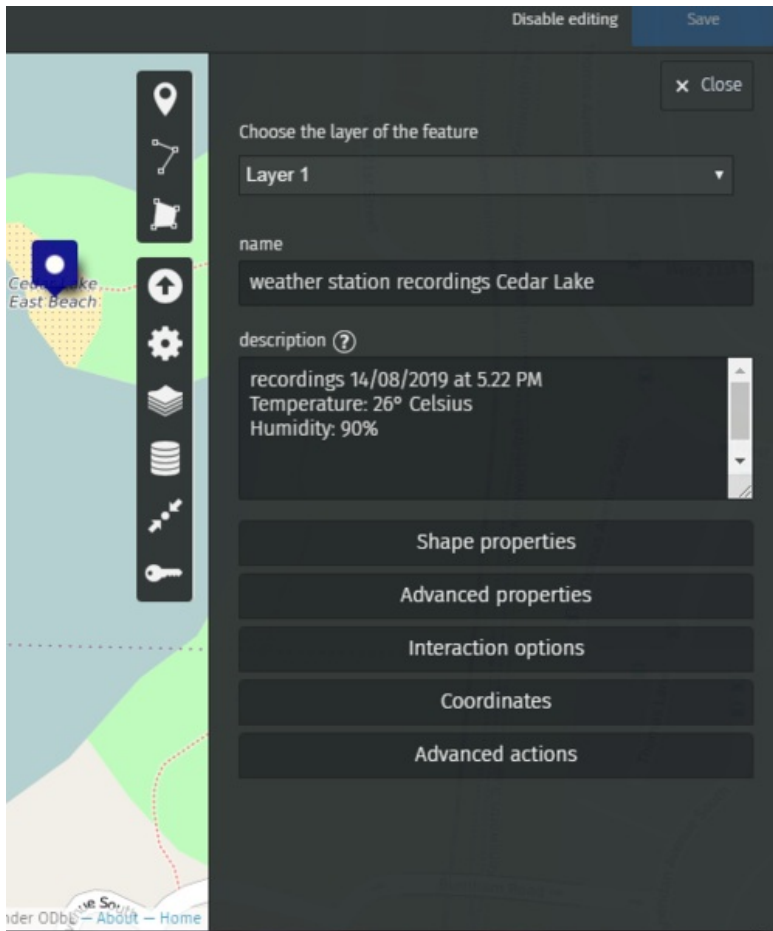 Disable editing
Save
× Close
Choose the layer of the feature
Layer 1
name
weather station recordings Cedar Lake
description ?
recordings 14/08/2019 at 5.22 PM
Temperature: 26° Celsius
Humidity: 90%
Shape properties
Advanced properties
Interaction options
Coordinates
Advanced actions
East Beach
ODbL — About — Home